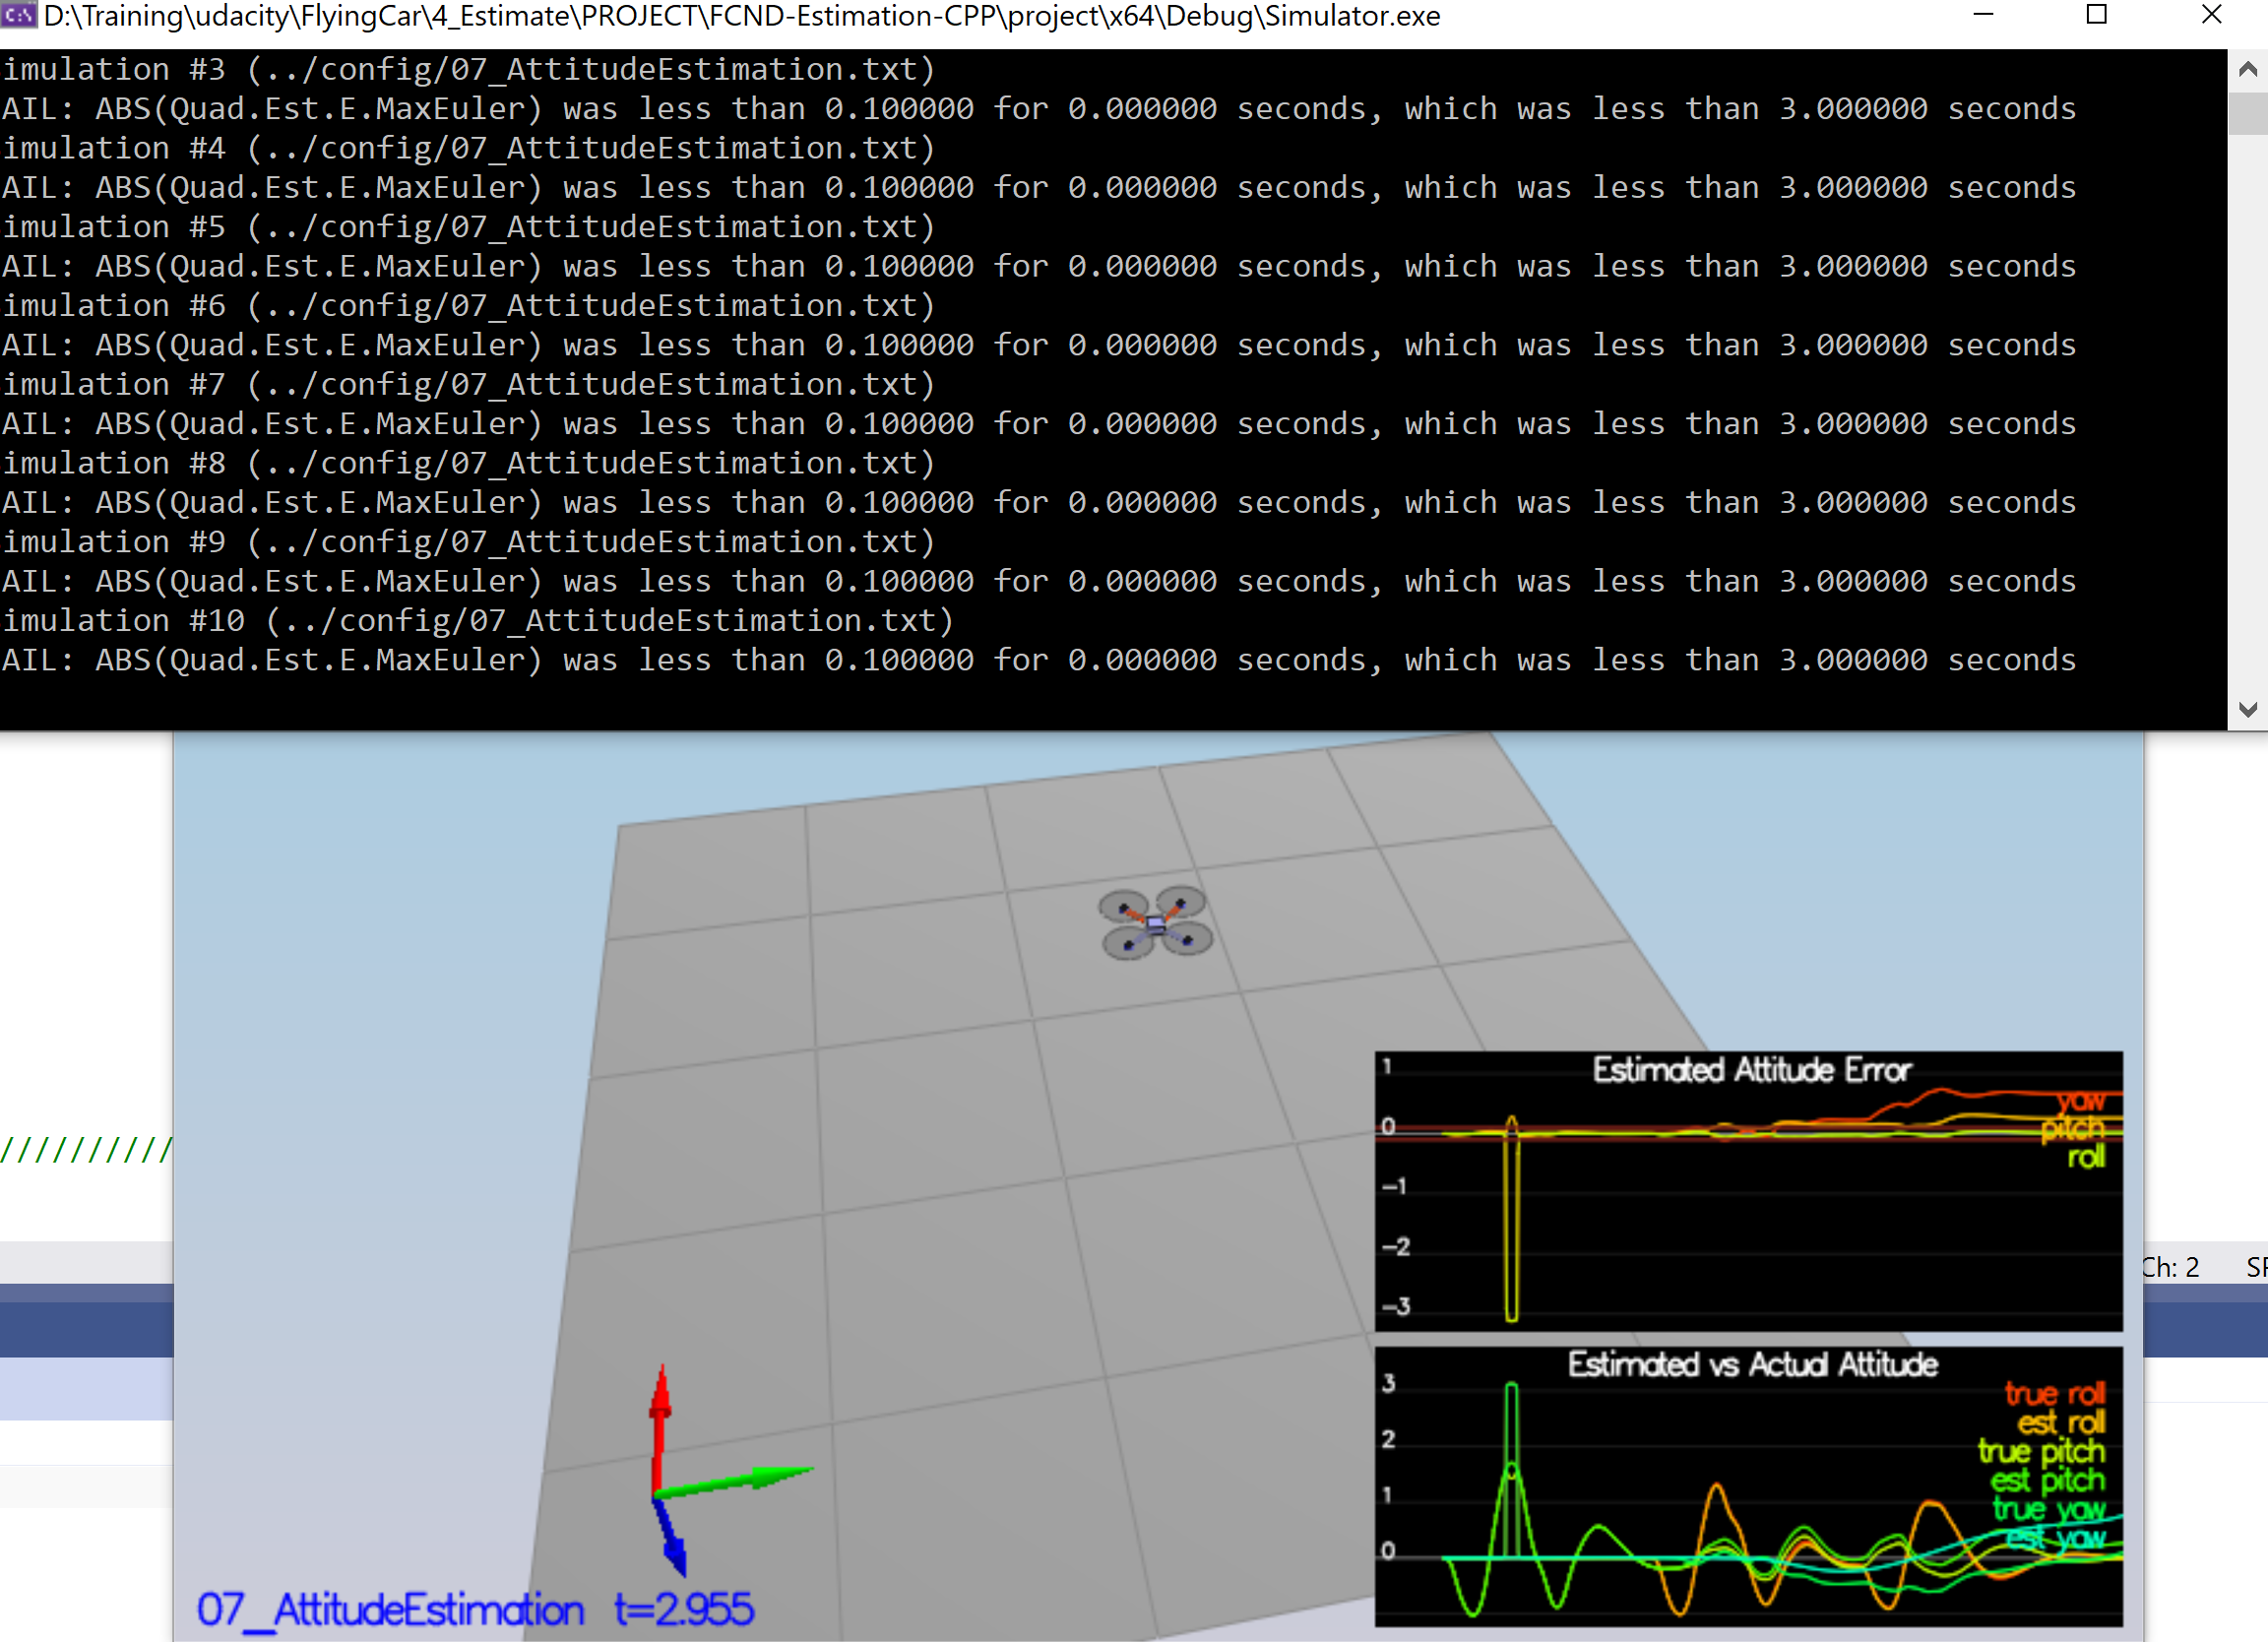 D:\Training\udacity\FlyingCar\4_Estimate\PROJECT\FCND-Estimation-CPP\project\x64\Debug\Simulator.exe
imulation #3 (../config/07_AttitudeEstimation.txt)
AIL: ABS(Quad.Est.E.MaxEuler) was less than 0.100000 for 0.000000 seconds, which was less than 3.000000 seconds
imulation #4 (../config/07_AttitudeEstimation.txt)
AIL: ABS(Quad.Est.E.MaxEuler) was less than 0.100000 for 0.000000 seconds, which was less than 3.000000 seconds
imulation #5 (../config/07_AttitudeEstimation.txt)
AIL: ABS(Quad.Est.E.MaxEuler) was less than 0.100000 for 0.000000 seconds, which was less than 3.000000 seconds
imulation #6 (../config/07_AttitudeEstimation.txt)
AIL: ABS(Quad.Est.E.MaxEuler) was less than 0.100000 for 0.000000 seconds, which was less than 3.000000 seconds
imulation #7 (../config/07_AttitudeEstimation.txt)
AIL: ABS(Quad.Est.E.MaxEuler) was less than 0.100000 for 0.000000 seconds, which was less than 3.000000 seconds
imulation #8 (../config/07_AttitudeEstimation.txt)
AIL: ABS(Quad.Est.E.MaxEuler) was less than 0.100000 for 0.000000 seconds, which was less than 3.000000 seconds
imulation #9 (../config/07_AttitudeEstimation.txt)
AIL: ABS(Quad.Est.E.MaxEuler) was less than 0.100000 for 0.000000 seconds, which was less than 3.000000 seconds
imulation #10 (../config/07_AttitudeEstimation.txt)
AIL: ABS(Quad.Est.E.MaxEuler) was less than 0.100000 for 0.000000 seconds, which was less than 3.000000 seconds
//////////
Estimated Attitude Error
1
0
-1
-2
-3
yaw
pitch
roll
Ch: 2
SP
Estimated vs Actual Attitude
3
2
1
0
true roll
est roll
true pitch
est pitch
true yaw
est yaw
07_AttitudeEstimation t=2.955